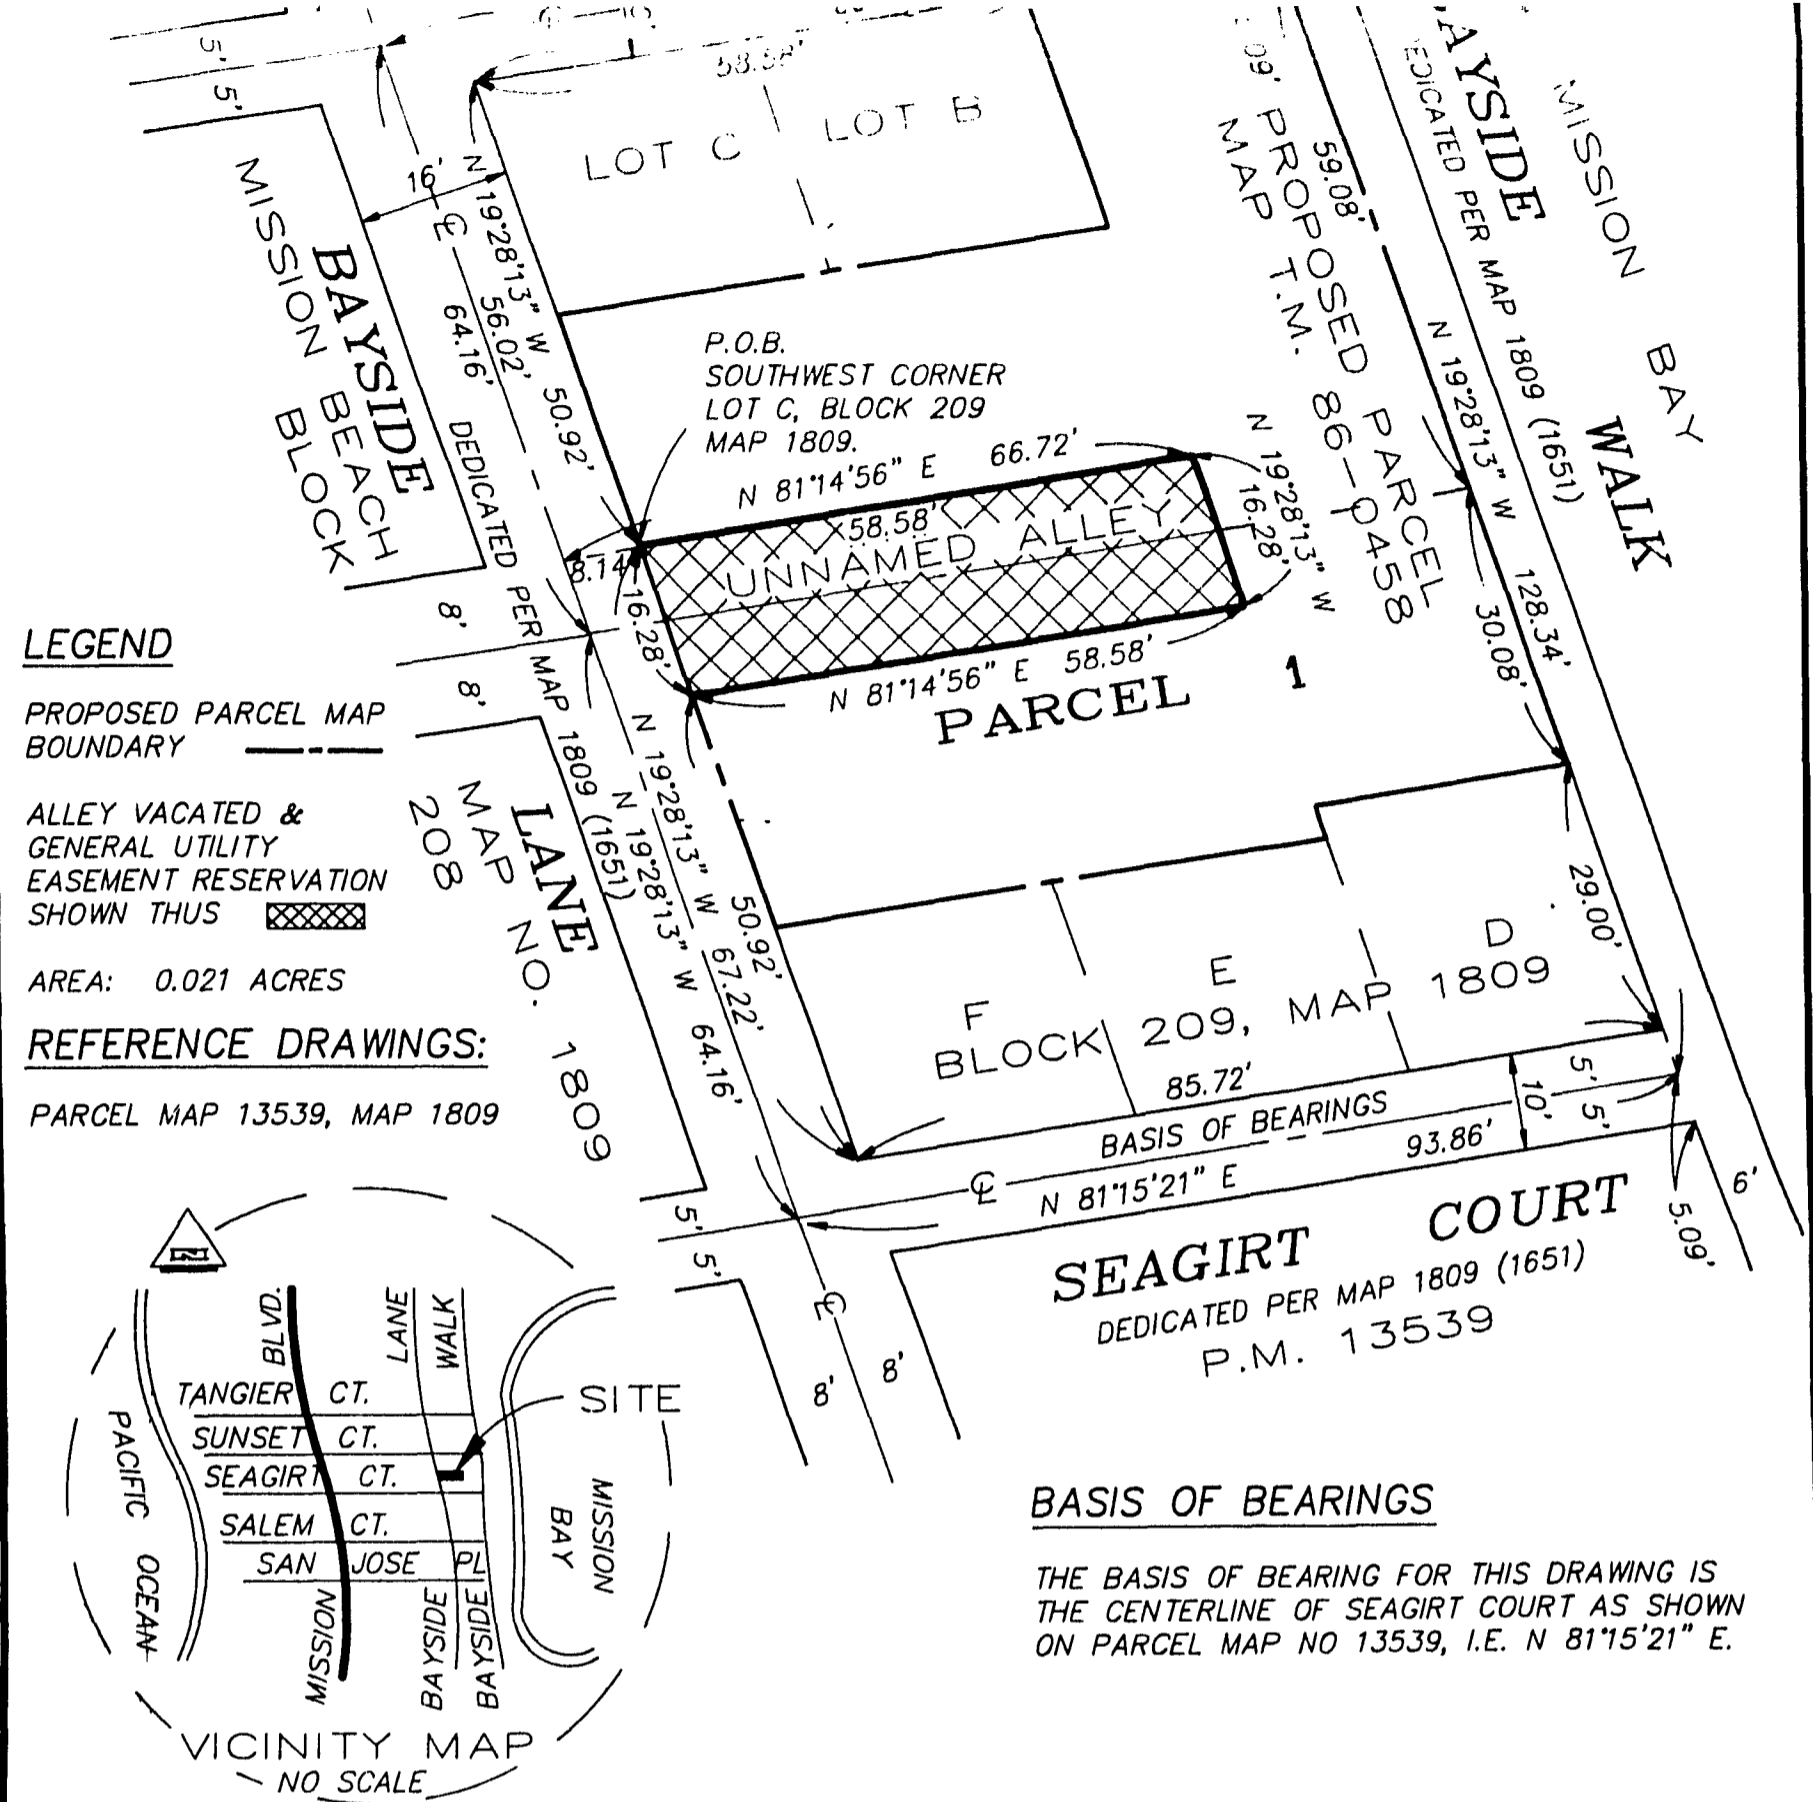 5'
5'
58.58'
LOT C
LOT B
16'
N 19°28'13" W
56.02'
64.16'
50.92'
BAYSIDE
MISSION BEACH
BLOCK
DEDICATED PER MAP 1809 (1651)
P.O.B.
SOUTHWEST CORNER
LOT C, BLOCK 209
MAP 1809.
N 81°14'56" E 66.72'
58.58'
UNNAMED ALLEY
8.14'
16.28'
N 19°28'13" W
16.28'
N 81°14'56" E 58.58'
PARCEL 1
PROPOSED PARCEL
MAP T.M. 86-0458
59.08'
AYSIDE
WALK
EDICATED PER MAP 1809 (1651)
MISSION BAY
N 19°28'13" W 128.34'
30.08'
29.00'
8'
8'
LANE
MAP NO. 1809
208
N 19°28'13" W 67.22'
N 19°28'13" W 64.16'
50.92'
F
E
D
BLOCK 209, MAP 1809
85.72'
BASIS OF BEARINGS
93.86'
N 81°15'21" E
10'
5'
5'
5.09'
6'
5'
5'
8'
8'
SEAGIRT COURT
DEDICATED PER MAP 1809 (1651)
P.M. 13539
LEGEND
PROPOSED PARCEL MAP
BOUNDARY
ALLEY VACATED &
GENERAL UTILITY
EASEMENT RESERVATION
SHOWN THUS
AREA: 0.021 ACRES
REFERENCE DRAWINGS:
PARCEL MAP 13539, MAP 1809
N
BLVD.
LANE
WALK
TANGIER CT.
SUNSET CT.
SEAGIRT CT.
SALEM CT.
SAN JOSE PL
SITE
PACIFIC OCEAN
MISSION
BAY
MISSION
BAYSIDE
BAYSIDE
VICINITY MAP
NO SCALE
BASIS OF BEARINGS
THE BASIS OF BEARING FOR THIS DRAWING IS
THE CENTERLINE OF SEAGIRT COURT AS SHOWN
ON PARCEL MAP NO 13539, I.E. N 81°15'21" E.